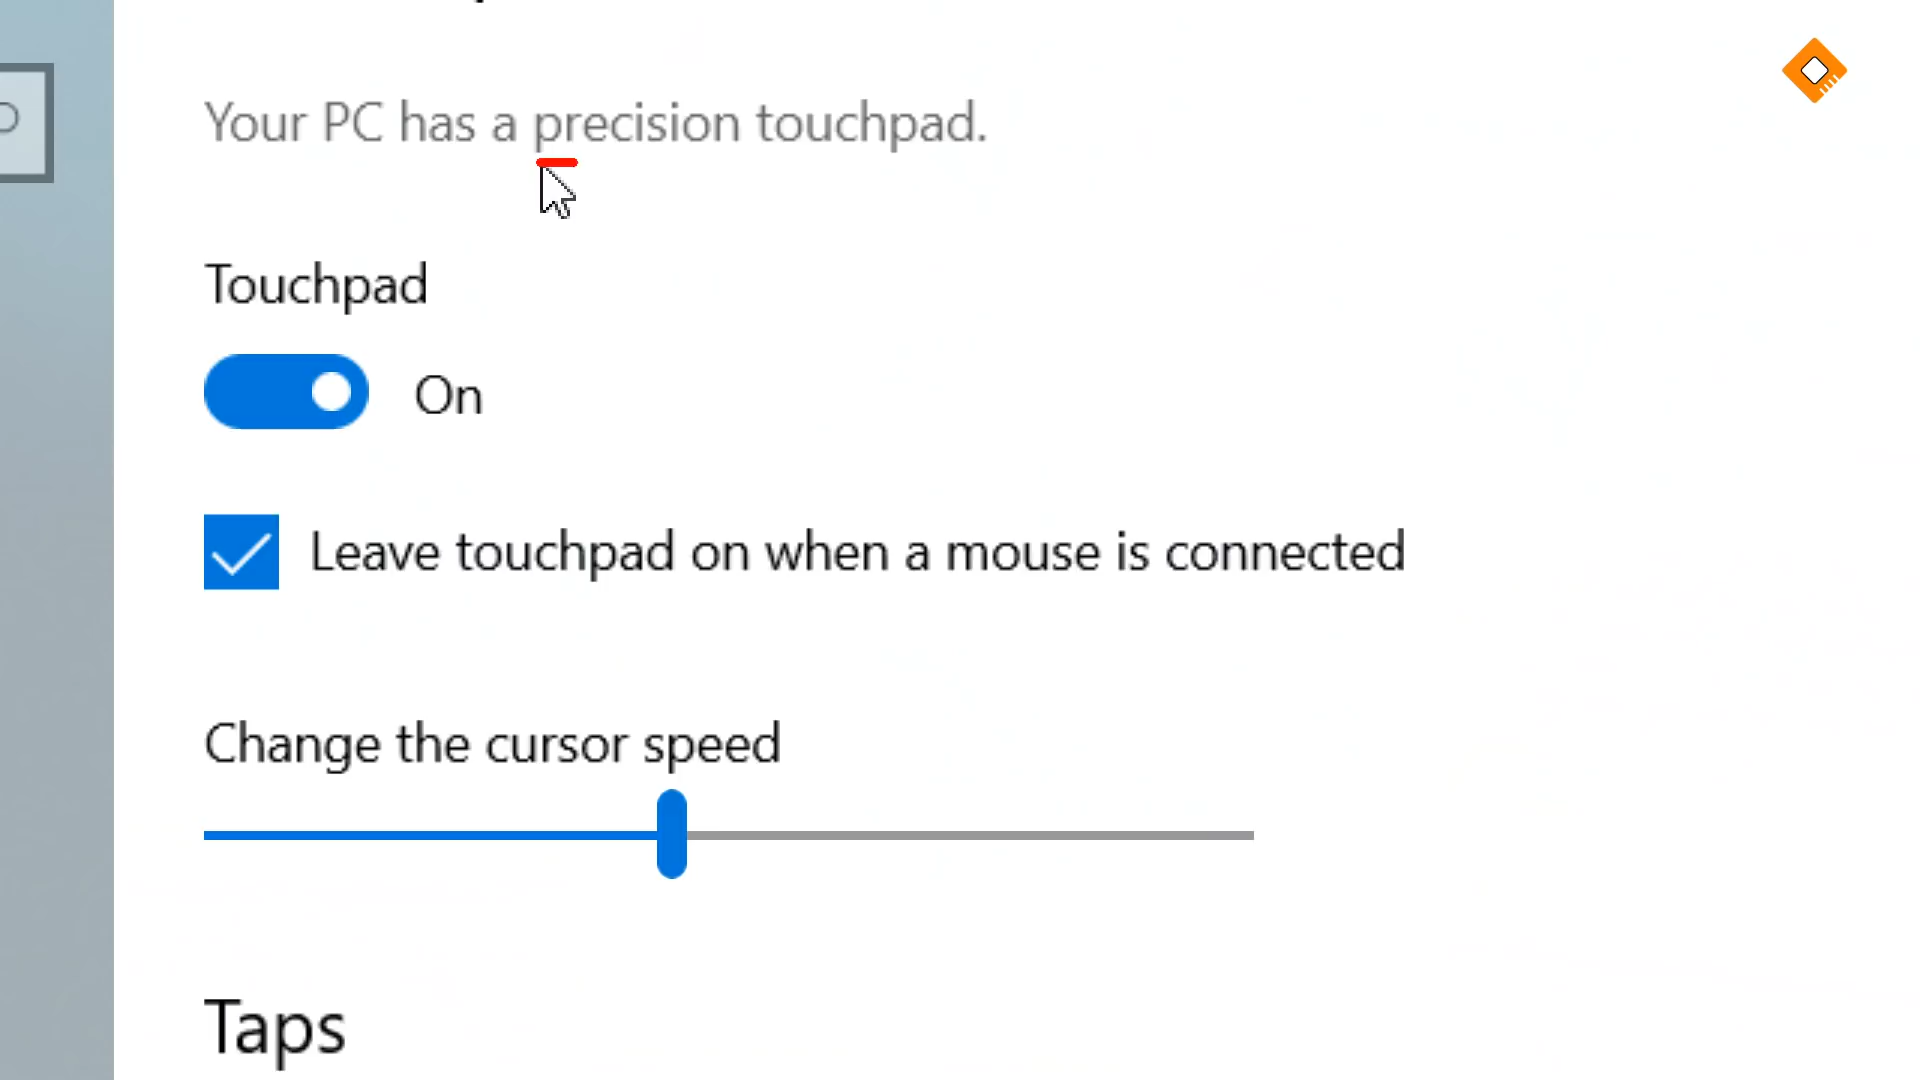 Your PC has a precision touchpad.
Touchpad
On
Leave touchpad on when a mouse is connected
Change the cursor speed
Taps